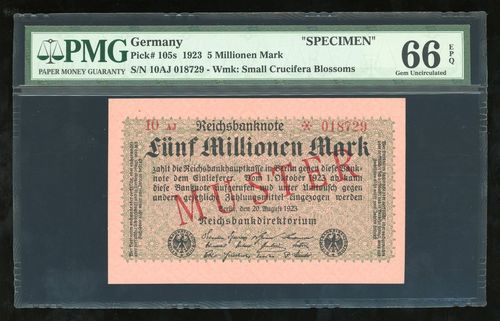 PMG
PAPER MONEY GUARANTY
Germany "SPECIMEN"
Pick# 105s 1923 5 Millionen Mark
S/N 10AJ 018729 - Wmk: Small Crucifera Blossoms
66 EPQ
Gem Uncirculated
10 AJ Reichsbanknote * 018729
Fünf Millionen Mark
zahlt die Reichsbankhauptkasse in Berlin gegen diese Bank-
note dem Einlieferer. Vom 1. Oktober 1923 ab kann
diese Banknote aufgerufen und unter Umtausch gegen
andere gesetzliche Zahlungsmittel eingezogen werden
Berlin, den 20. August 1923
Reichsbankdirektorium
MUSTER